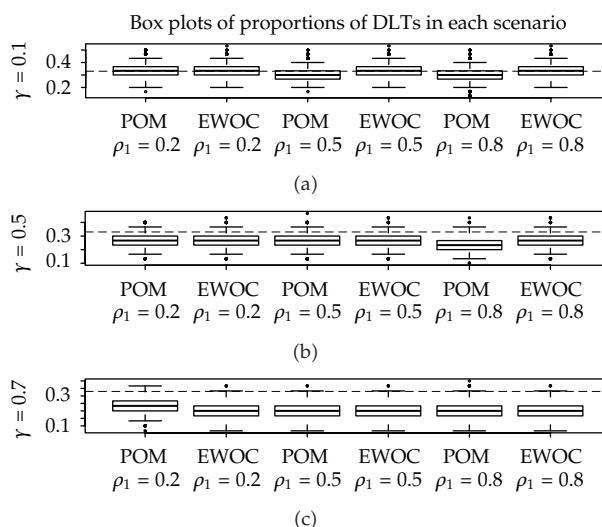 Box plots of proportions of DLTs in each scenario
γ = 0.1
0.4
0.2
POM EWOC POM EWOC POM EWOC
ρ₁ = 0.2 ρ₁ = 0.2 ρ₁ = 0.5 ρ₁ = 0.5 ρ₁ = 0.8 ρ₁ = 0.8
(a)
γ = 0.5
0.3
0.1
POM EWOC POM EWOC POM EWOC
ρ₁ = 0.2 ρ₁ = 0.2 ρ₁ = 0.5 ρ₁ = 0.5 ρ₁ = 0.8 ρ₁ = 0.8
(b)
γ = 0.7
0.3
0.1
POM EWOC POM EWOC POM EWOC
ρ₁ = 0.2 ρ₁ = 0.2 ρ₁ = 0.5 ρ₁ = 0.5 ρ₁ = 0.8 ρ₁ = 0.8
(c)